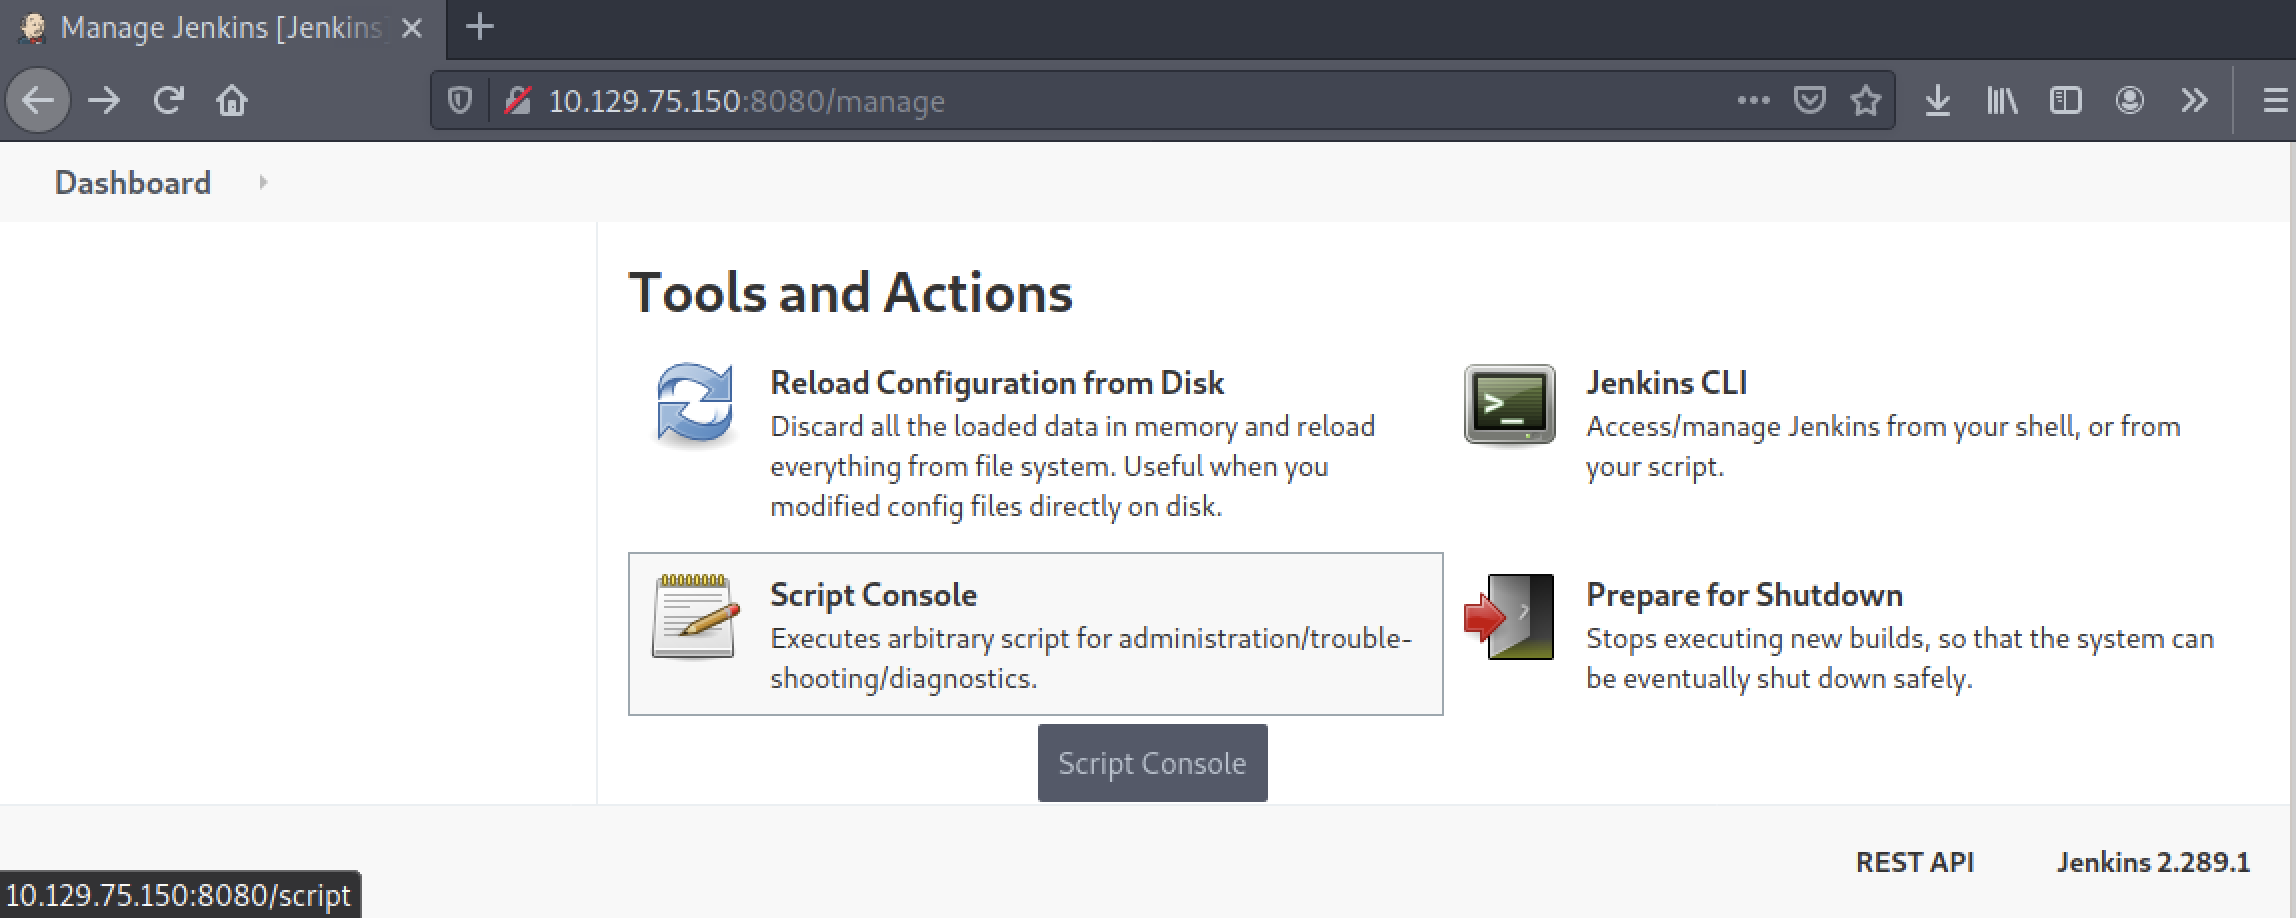 Manage Jenkins [Jenkins]
10.129.75.150:8080/manage
Dashboard
Tools and Actions
Reload Configuration from Disk
Discard all the loaded data in memory and reload
everything from file system. Useful when you
modified config files directly on disk.
Jenkins CLI
Access/manage Jenkins from your shell, or from
your script.
Script Console
Executes arbitrary script for administration/trouble-
shooting/diagnostics.
Prepare for Shutdown
Stops executing new builds, so that the system can
be eventually shut down safely.
Script Console
REST API
Jenkins 2.289.1
10.129.75.150:8080/script